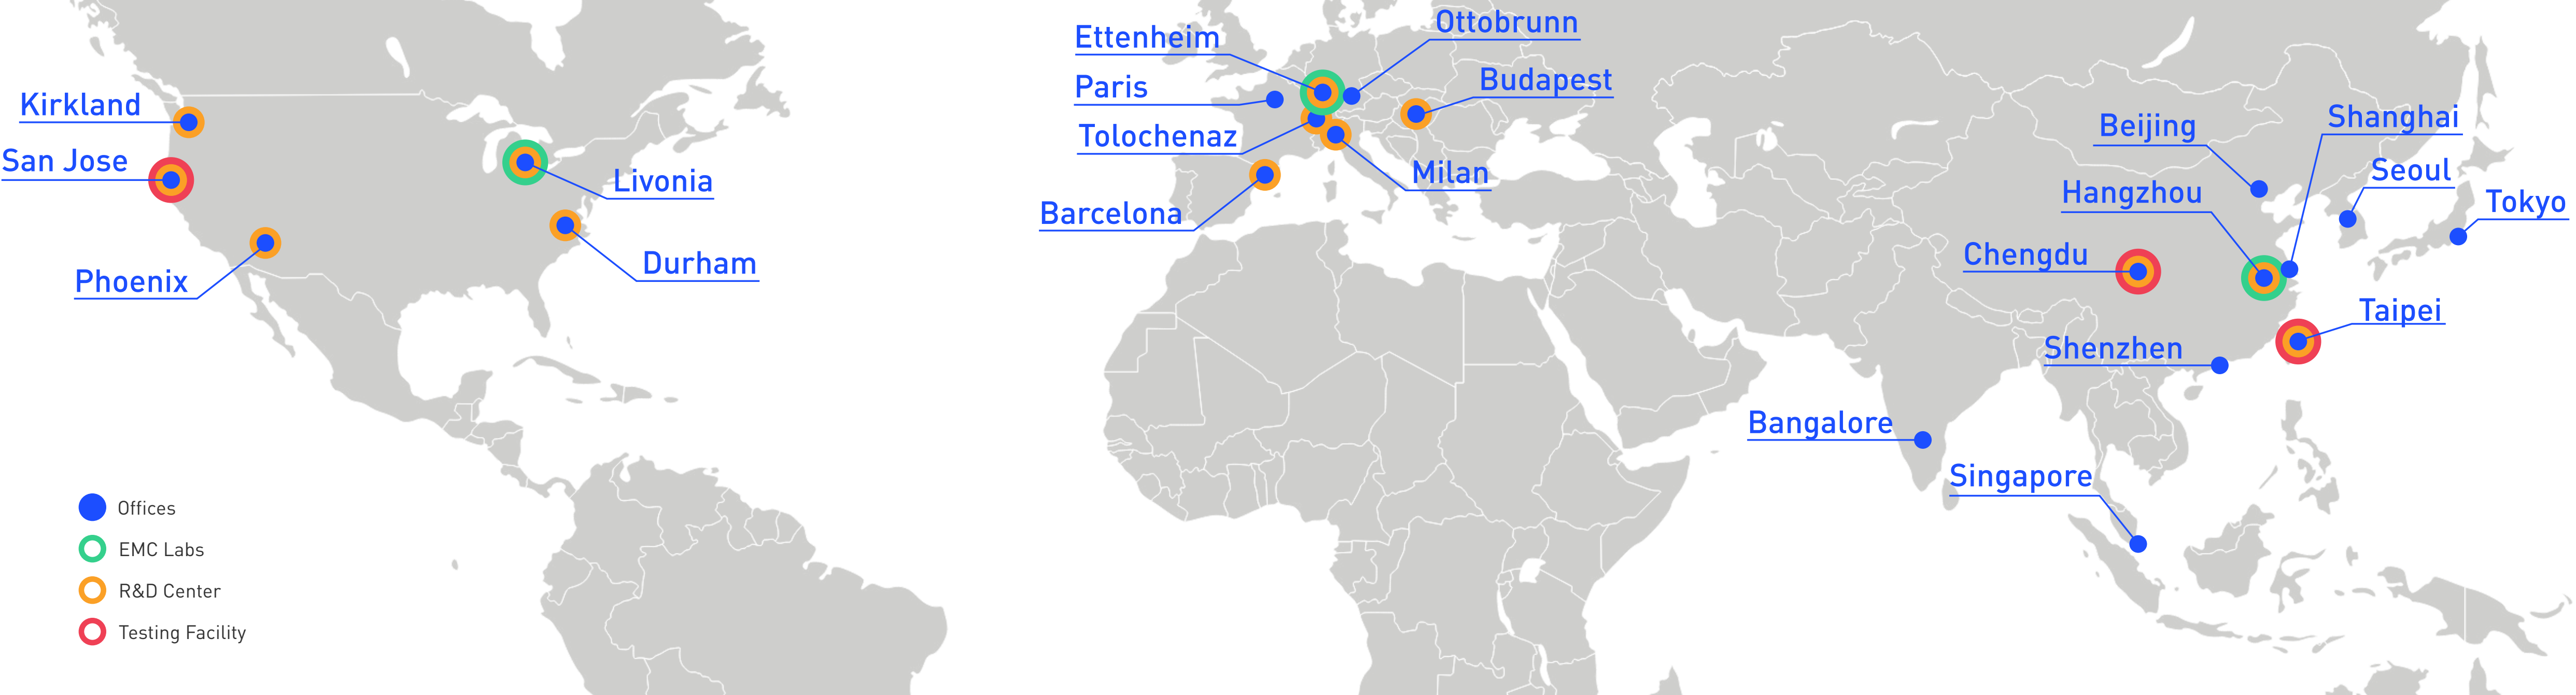 Kirkland
San Jose
Phoenix
Livonia
Durham
Offices
EMC Labs
R&D Center
Testing Facility
Ettenheim
Paris
Tolochenaz
Barcelona
Ottobrunn
Budapest
Milan
Beijing
Hangzhou
Chengdu
Shenzhen
Bangalore
Singapore
Shanghai
Seoul
Tokyo
Taipei